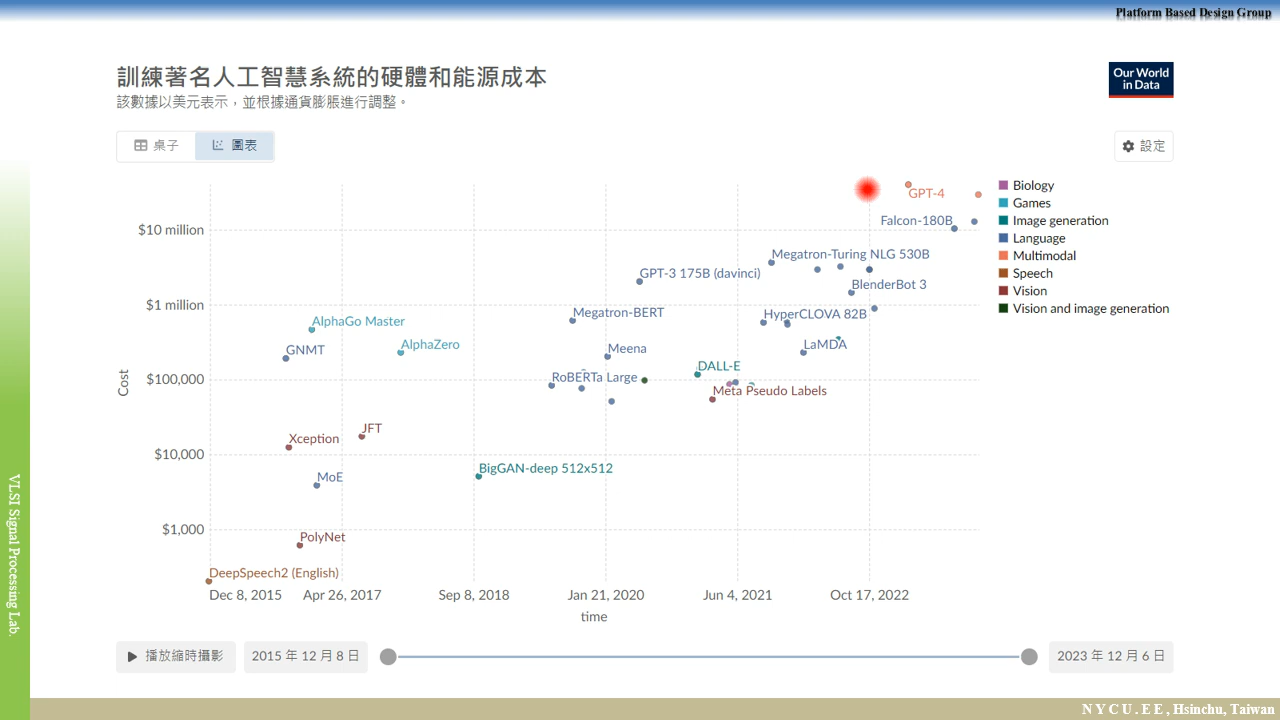 Platform Based Design Group
訓練著名人工智慧系統的硬體和能源成本
該數據以美元表示，並根據通貨膨脹進行調整。
Our World
in Data
桌子
圖表
設定
GPT-4
Falcon-180B
Megatron-Turing NLG 530B
GPT-3 175B (davinci)
BlenderBot 3
Megatron-BERT
HyperCLOVA 82B
AlphaGo Master
AlphaZero
GNMT
Meena
LaMDA
DALL-E
RoBERTa Large
Meta Pseudo Labels
JFT
Xception
BigGAN-deep 512x512
MoE
PolyNet
DeepSpeech2 (English)
$10 million
$1 million
$100,000
$10,000
$1,000
Cost
Dec 8, 2015
Apr 26, 2017
Sep 8, 2018
Jan 21, 2020
Jun 4, 2021
Oct 17, 2022
time
Biology
Games
Image generation
Language
Multimodal
Speech
Vision
Vision and image generation
播放縮時攝影
2015 年 12 月 8 日
2023 年 12 月 6 日
VLSI Signal Processing Lab.
N Y C U . E E , Hsinchu, Taiwan